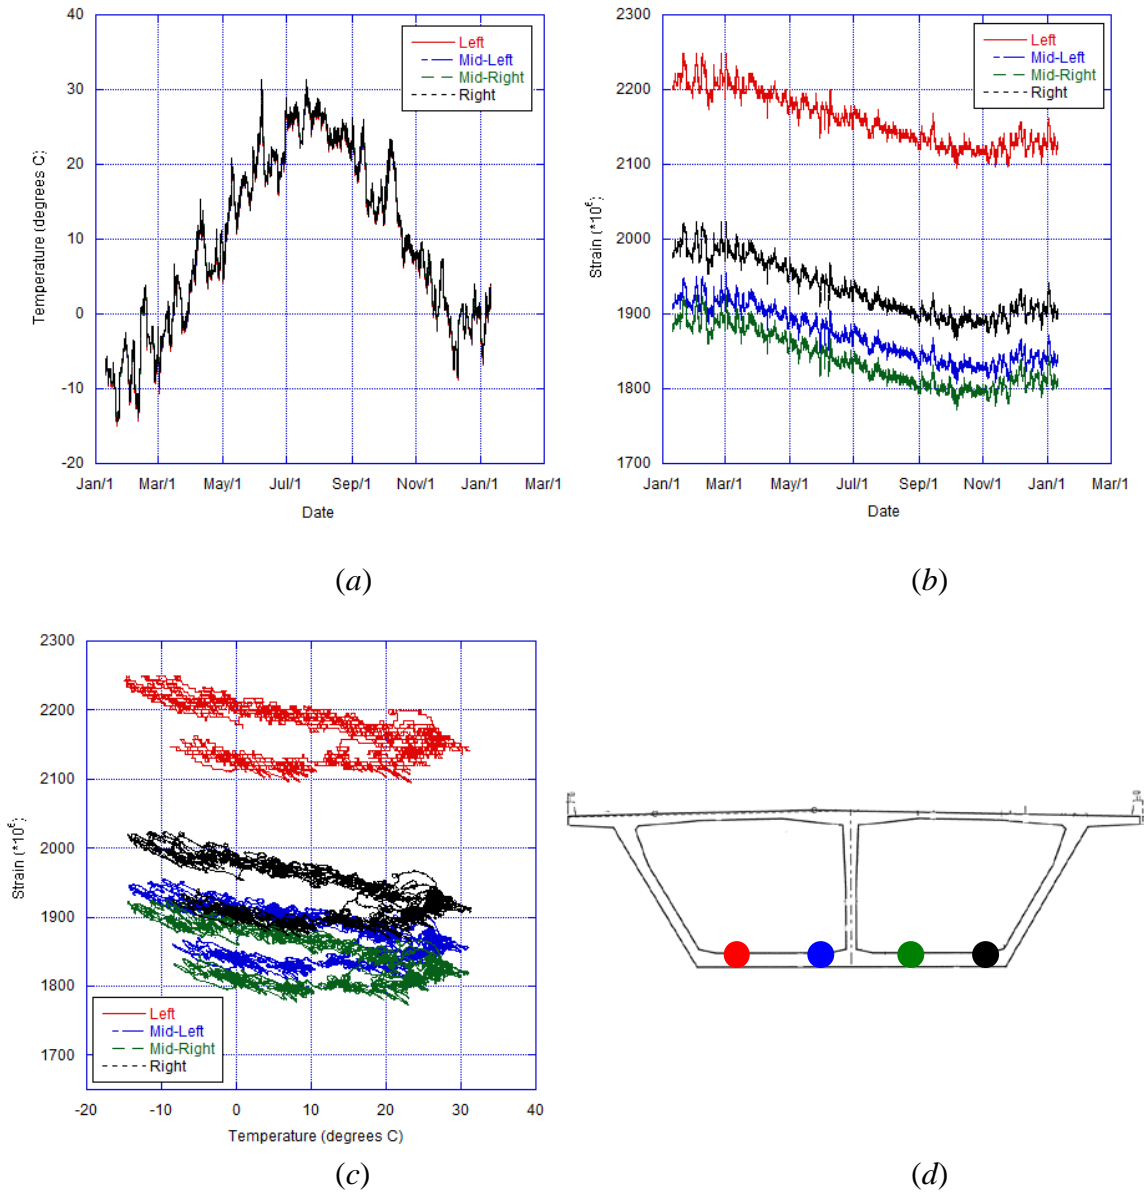 40
30
20
10
0
-10
-20
Temperature (degrees C)
Left
Mid-Left
Mid-Right
Right
Jan/1 Mar/1 May/1 Jul/1 Sep/1 Nov/1 Jan/1 Mar/1
Date
(a)
2300
2200
2100
2000
1900
1800
1700
Strain (*10⁶)
Left
Mid-Left
Mid-Right
Right
Jan/1 Mar/1 May/1 Jul/1 Sep/1 Nov/1 Jan/1 Mar/1
Date
(b)
2300
2200
2100
2000
1900
1800
1700
Strain (*10⁶)
Left
Mid-Left
Mid-Right
Right
-20 -10 0 10 20 30 40
Temperature (degrees C)
(c)
(d)